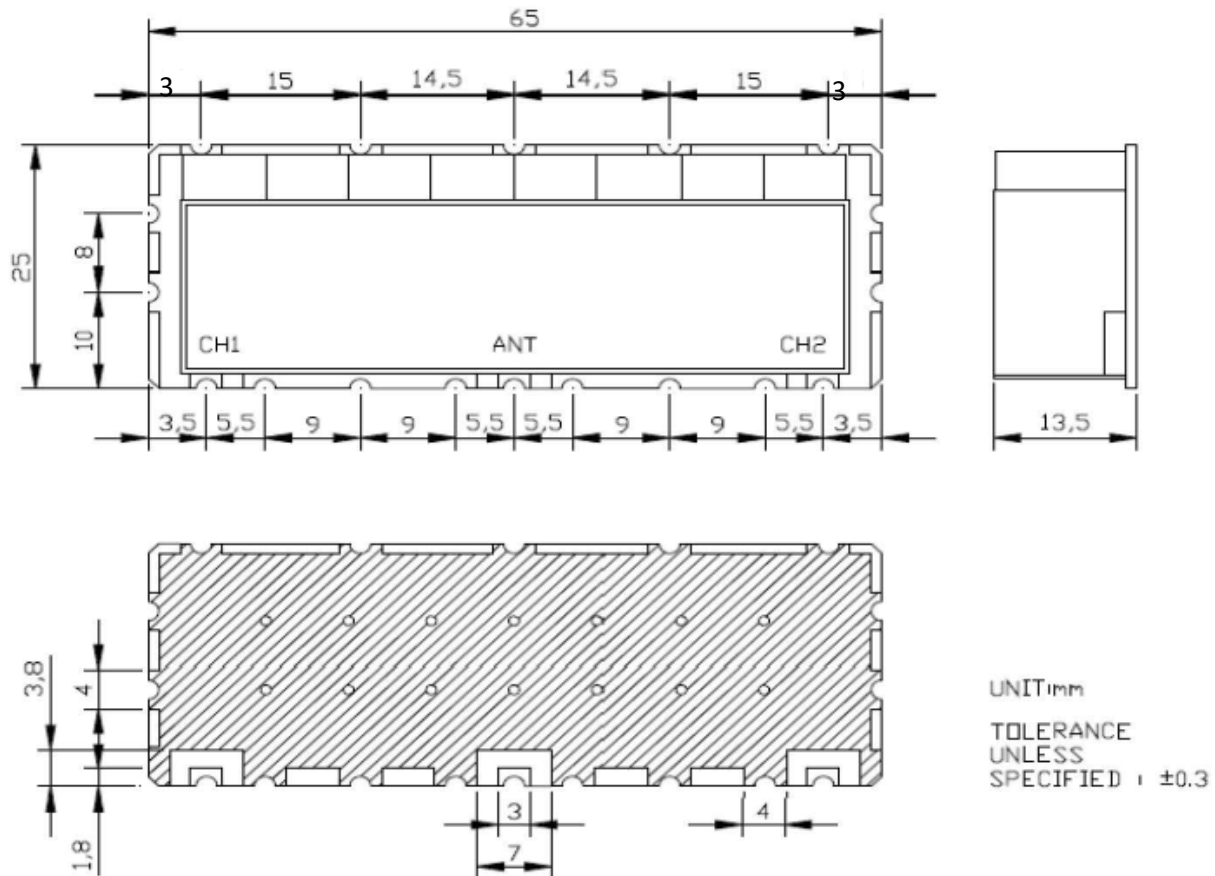 65
3 15 14,5 14,5 15 3
8
25
10
CH1 ANT CH2
3,5 5,5 9 9 5,5 5,5 9 9 5,5 3,5
13,5
3,8
4
1,8
3
7
4
UNIT:mm
TOLERANCE
UNLESS
SPECIFIED : ±0.3